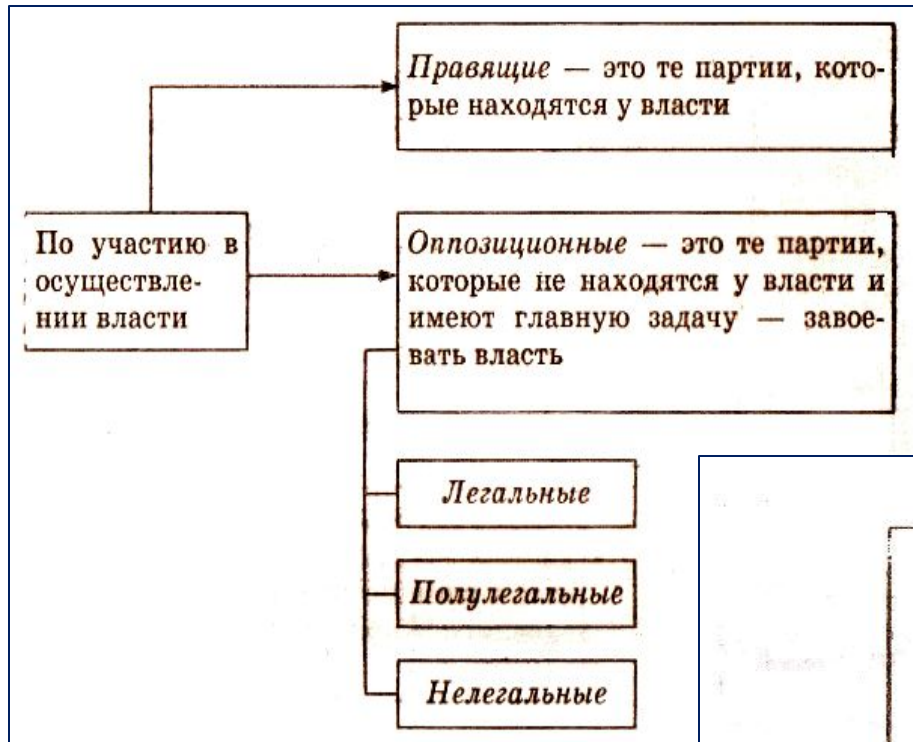 Правящие — это те партии, кото-
рые находятся у власти
По участию в
осуществле-
нии власти
Оппозиционные — это те партии,
которые не находятся у власти и
имеют главную задачу — завое-
вать власть
Легальные
Полулегальные
Нелегальные